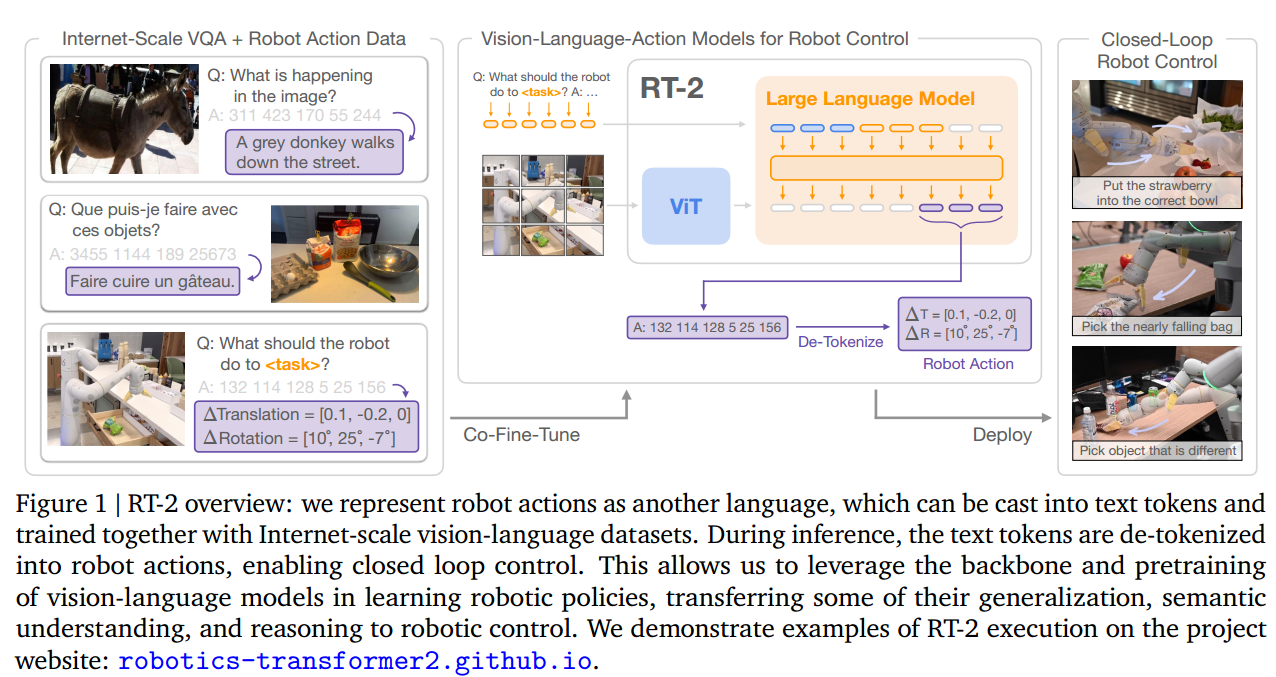 Internet-Scale VQA + Robot Action Data
Q: What is happening
in the image?
A: 311 423 170 55 244
A grey donkey walks
down the street.
Q: Que puis-je faire avec
ces objets?
A: 3455 1144 189 25673
Faire cuire un gâteau.
Q: What should the robot
do to <task>?
A: 132 114 128 5 25 156
ΔTranslation = [0.1, -0.2, 0]
ΔRotation = [10°, 25°, -7°]
Co-Fine-Tune
Vision-Language-Action Models for Robot Control
Q: What should the robot
do to <task>? A: …
RT-2
Large Language Model
ViT
A: 132 114 128 5 25 156
De-Tokenize
ΔT = [0.1, -0.2, 0]
ΔR = [10°, 25°, -7°]
Robot Action
Deploy
Closed-Loop
Robot Control
Put the strawberry
into the correct bowl
Pick the nearly falling bag
Pick object that is different
Figure 1 | RT-2 overview: we represent robot actions as another language, which can be cast into text tokens and
trained together with Internet-scale vision-language datasets. During inference, the text tokens are de-tokenized
into robot actions, enabling closed loop control. This allows us to leverage the backbone and pretraining
of vision-language models in learning robotic policies, transferring some of their generalization, semantic
understanding, and reasoning to robotic control. We demonstrate examples of RT-2 execution on the project
website: robotics-transformer2.github.io.